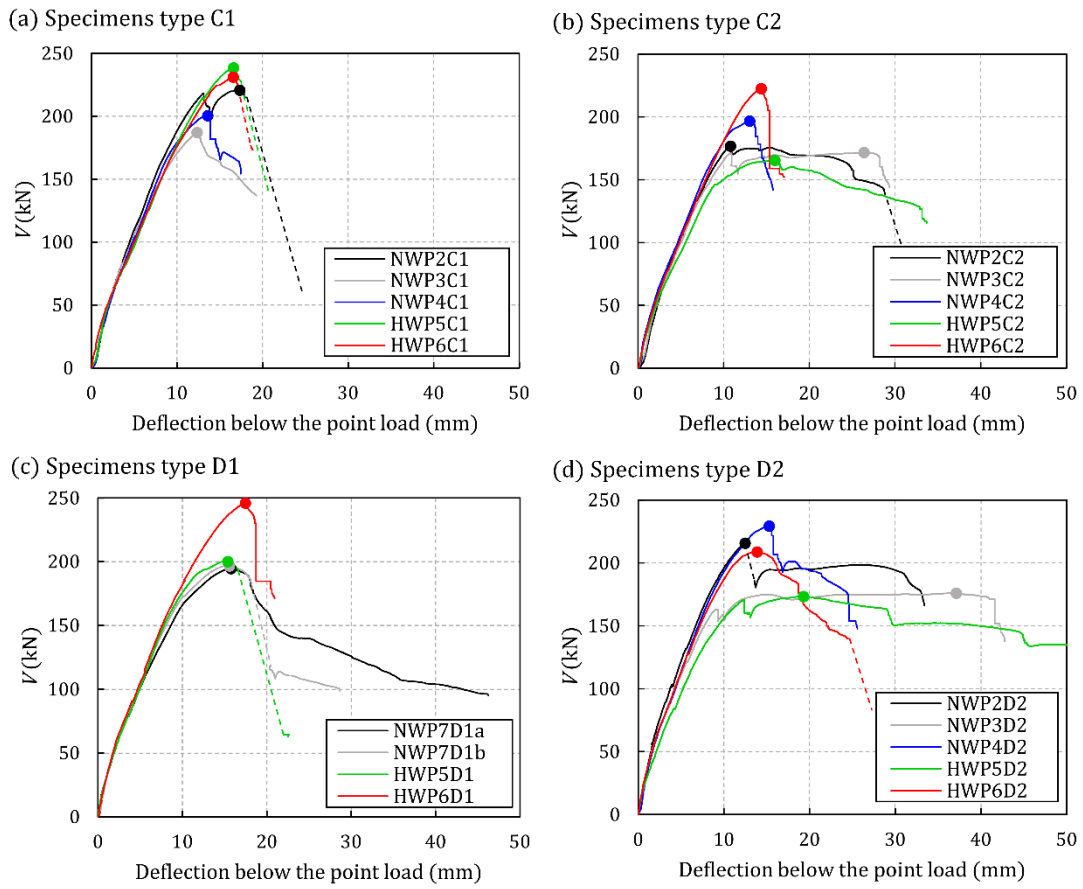 (a) Specimens type C1
250
200
150
100
50
0
V (kN)
0 10 20 30 40 50
Deflection below the point load (mm)
NWP2C1
NWP3C1
NWP4C1
HWP5C1
HWP6C1
(b) Specimens type C2
250
200
150
100
50
0
V (kN)
0 10 20 30 40 50
Deflection below the point load (mm)
NWP2C2
NWP3C2
NWP4C2
HWP5C2
HWP6C2
(c) Specimens type D1
250
200
150
100
50
0
V (kN)
0 10 20 30 40 50
Deflection below the point load (mm)
NWP7D1a
NWP7D1b
HWP5D1
HWP6D1
(d) Specimens type D2
250
200
150
100
50
0
V (kN)
0 10 20 30 40 50
Deflection below the point load (mm)
NWP2D2
NWP3D2
NWP4D2
HWP5D2
HWP6D2